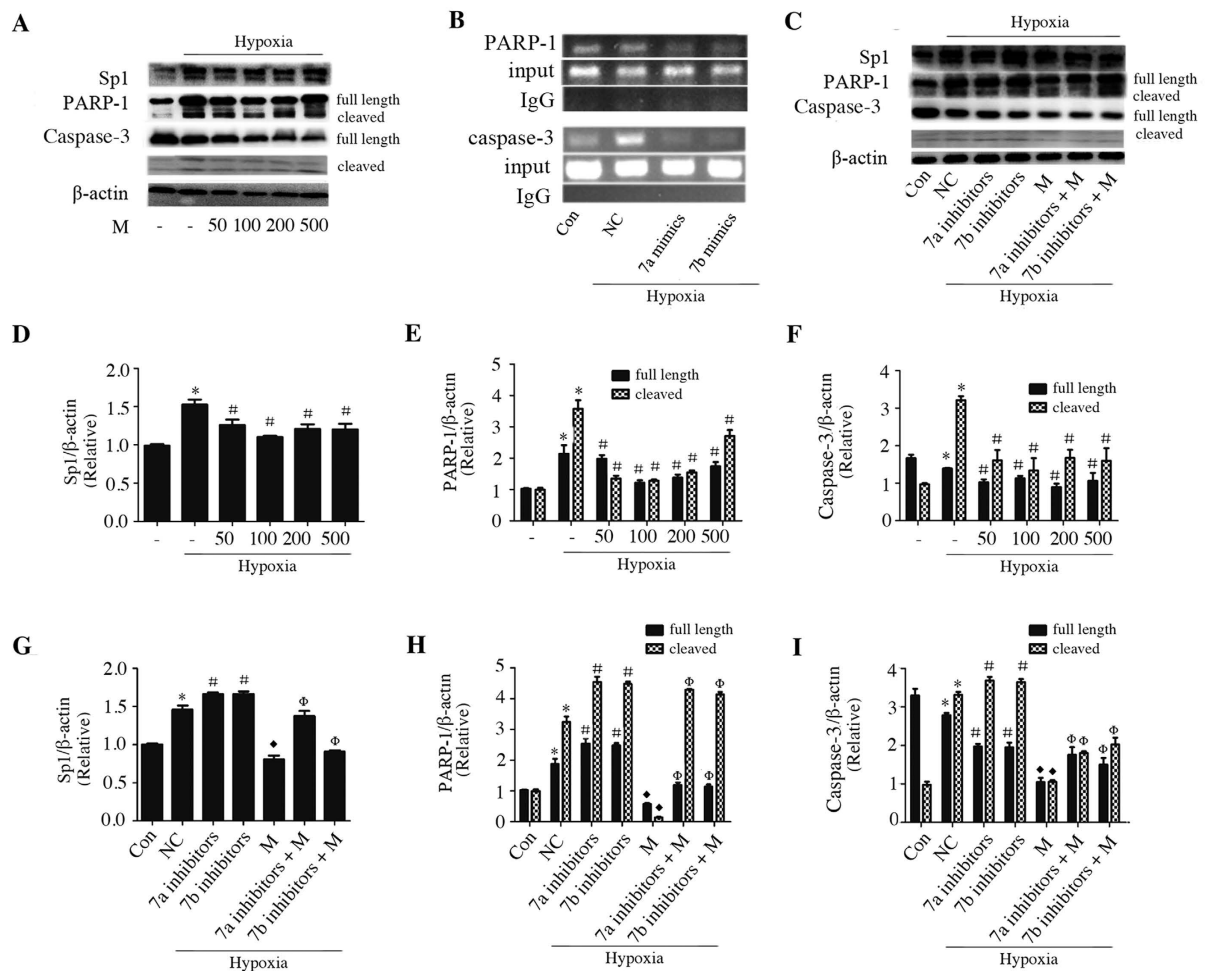 A
Hypoxia
Sp1
PARP-1
full length
cleaved
Caspase-3
full length
cleaved
β-actin
M - - 50 100 200 500
B
PARP-1
input
IgG
caspase-3
input
IgG
Con NC 7a mimics 7b mimics
Hypoxia
C
Hypoxia
Sp1
PARP-1
full length
cleaved
Caspase-3
full length
cleaved
β-actin
Con NC 7a inhibitors 7b inhibitors M 7a inhibitors + M 7b inhibitors + M
Hypoxia
D
Sp1/β-actin
(Relative)
2.0
1.5
1.0
0.5
0.0
* # # # #
- - 50 100 200 500
Hypoxia
E
PARP-1/β-actın
(Relative)
5
4
3
2
1
0
full length
cleaved
* * # # # # # # #
- - 50 100 200 500
Hypoxia
F
Caspase-3/β-actın
(Relative)
4
3
2
1
0
full length
cleaved
* * # # # # # # # #
- - 50 100 200 500
Hypoxia
G
Sp1/β-actin
(Relative)
2.0
1.5
1.0
0.5
0.0
* # # ◆ Φ Φ
Con NC 7a inhibitors 7b inhibitors M 7a inhibitors + M 7b inhibitors + M
Hypoxia
H
PARP-1/β-actın
(Relative)
5
4
3
2
1
0
full length
cleaved
* * # # # # ◆ ◆ Φ Φ Φ Φ
Con NC 7a inhibitors 7b inhibitors M 7a inhibitors + M 7b inhibitors + M
Hypoxia
I
Caspase-3/β-actın
(Relative)
4
3
2
1
0
full length
cleaved
* * # # # # ◆ ◆ Φ Φ Φ Φ
Con NC 7a inhibitors 7b inhibitors M 7a inhibitors + M 7b inhibitors + M
Hypoxia